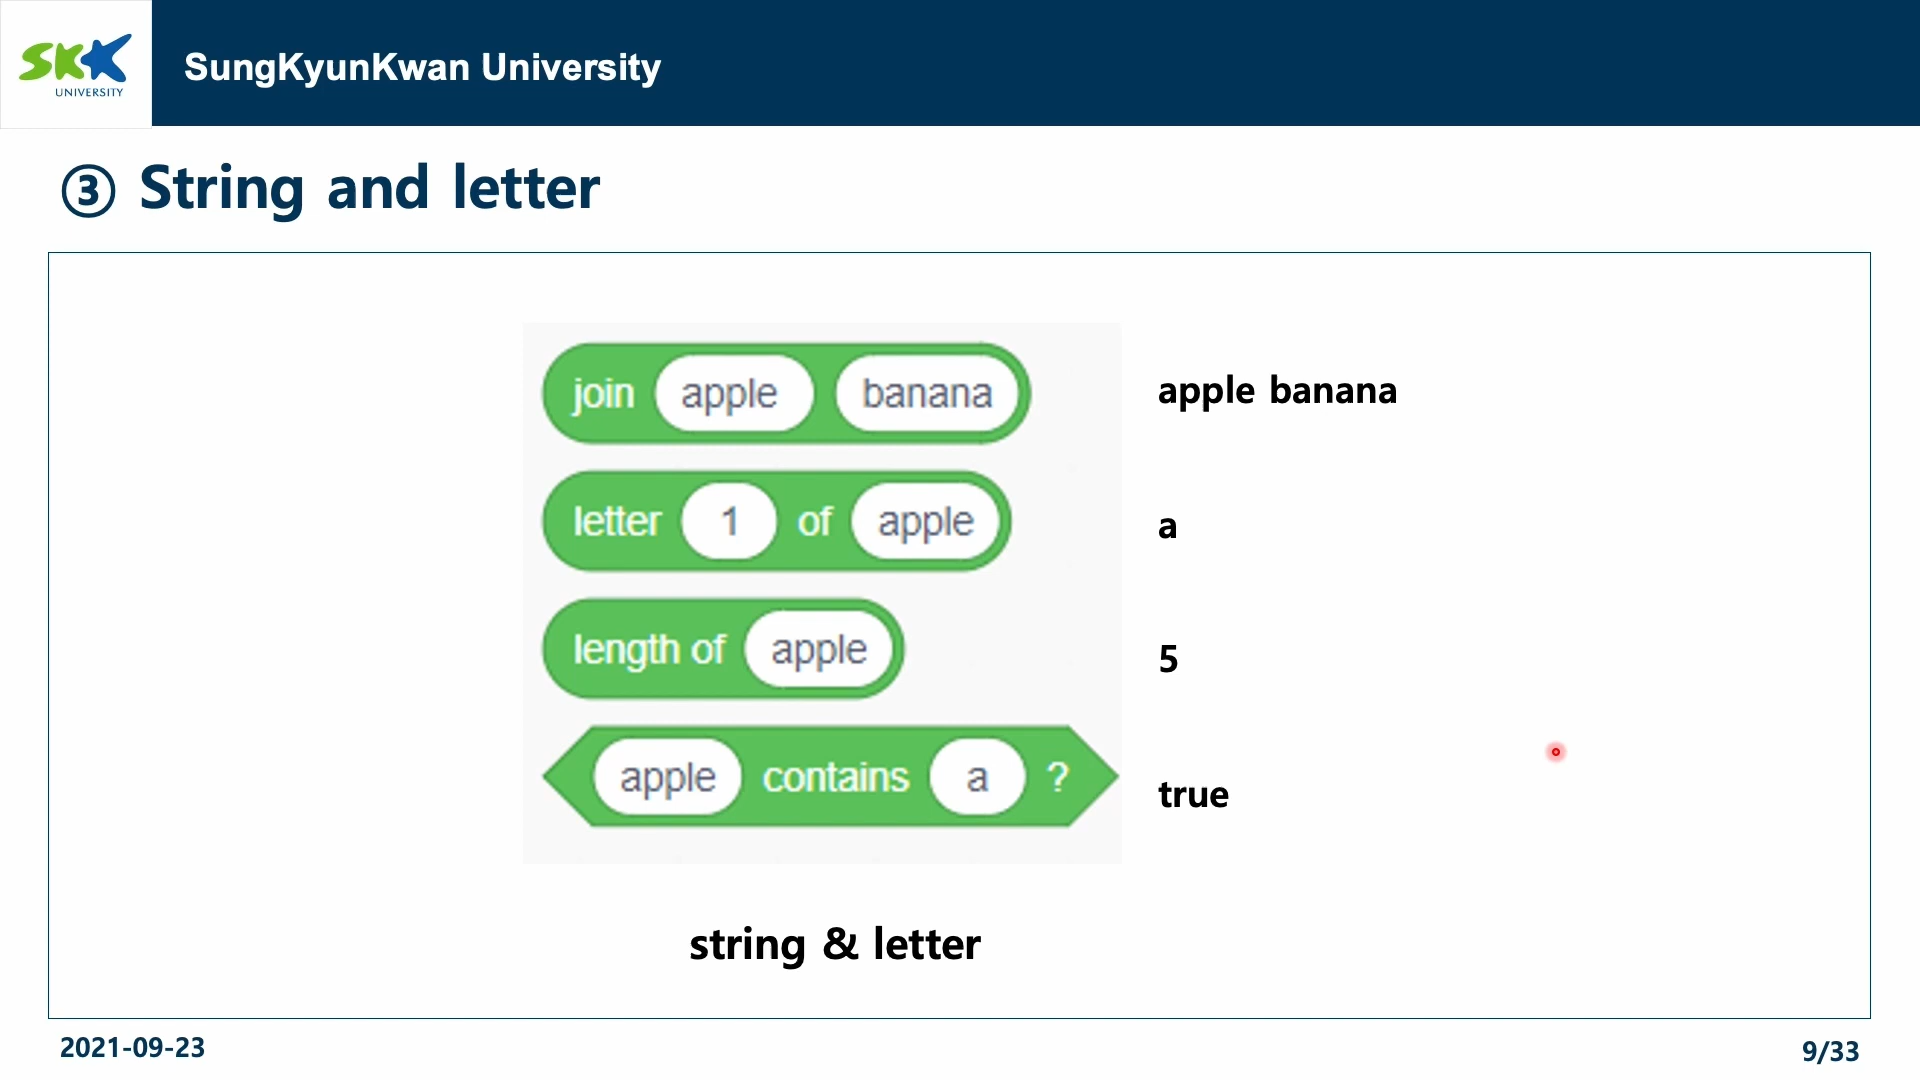 SKK
UNIVERSITY
SungKyunKwan University
③ String and letter
join apple banana
apple banana
letter 1 of apple
a
length of apple
5
apple contains a ?
true
string & letter
2021-09-23
9/33